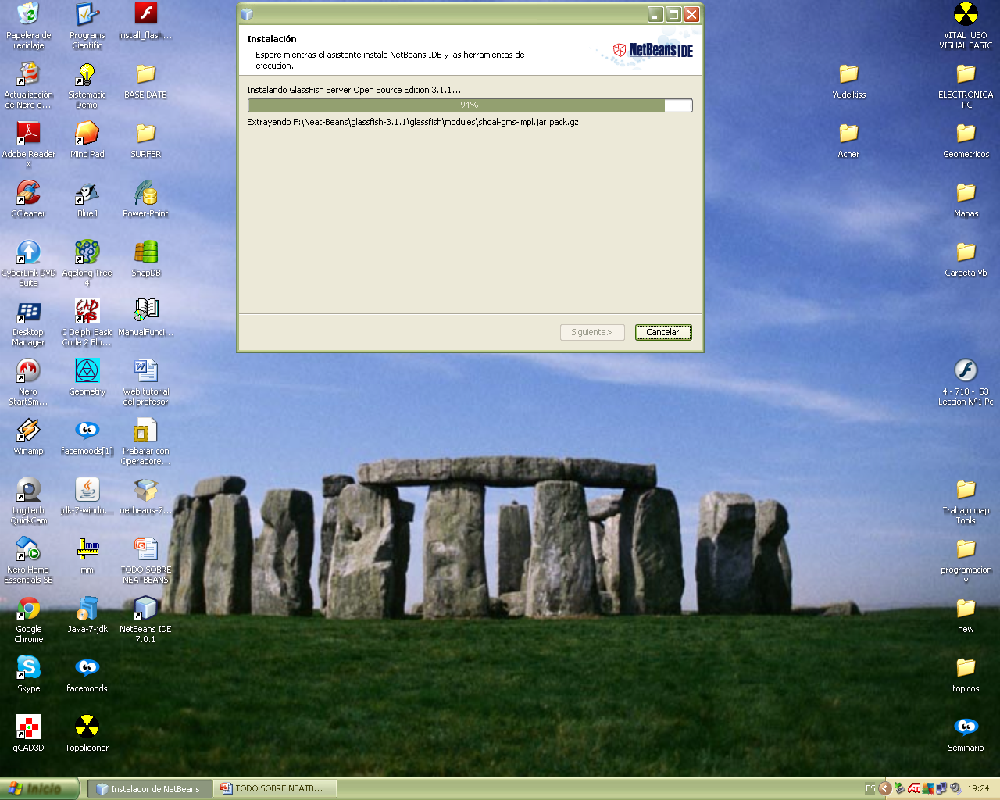 Papelera de
reciclaje
Programs
Cientific
install_flash...
Actualización
de Nero e...
Sistematic
Demo
BASE DATE
Adobe Reader
X
Mind Pad
SURFER
CCleaner
BlueJ
Power-Point
CyberLink DVD
Suite
Agelong Tree
4
SnapDB
Desktop
Manager
C Delphi Basic
Code 2 Flo...
ManualFunci...
Nero
StartSm...
Geometry
Web tutorial
del profesor
Winamp
facemoods[1]
Trabajar con
Operadore...
Logitech
QuickCam
jdk-7-windo...
netbeans-7...
Nero Home
Essentials SE
mm
mm
TODO SOBRE
NEATBEANS
Google
Chrome
Java-7-jdk
NetBeans IDE
7.0.1
Skype
facemoods
gCAD3D
Topoligonar
Instalación
Espere mientras el asistente instala NetBeans IDE y las herramientas de
ejecución.
NetBeans IDE
Instalando GlassFish Server Open Source Edition 3.1.1...
94%
Extrayendo F:\Neat-Beans\glassfish-3.1.1\glassfish\modules\shoal-gms-impl.jar.pack.gz
Siguiente>
Cancelar
VITAL USO
VISUAL BASIC
Yudelkiss
ELECTRONICA
PC
Acner
Geometricos
Mapas
Carpeta Vb
4 - 718 - 53
Leccion Nº1 Pc
Trabajo map
Tools
programacion
v
new
topicos
Seminario
Inicio
Instalador de NetBeans
TODO SOBRE NEATB...
ES
19:24